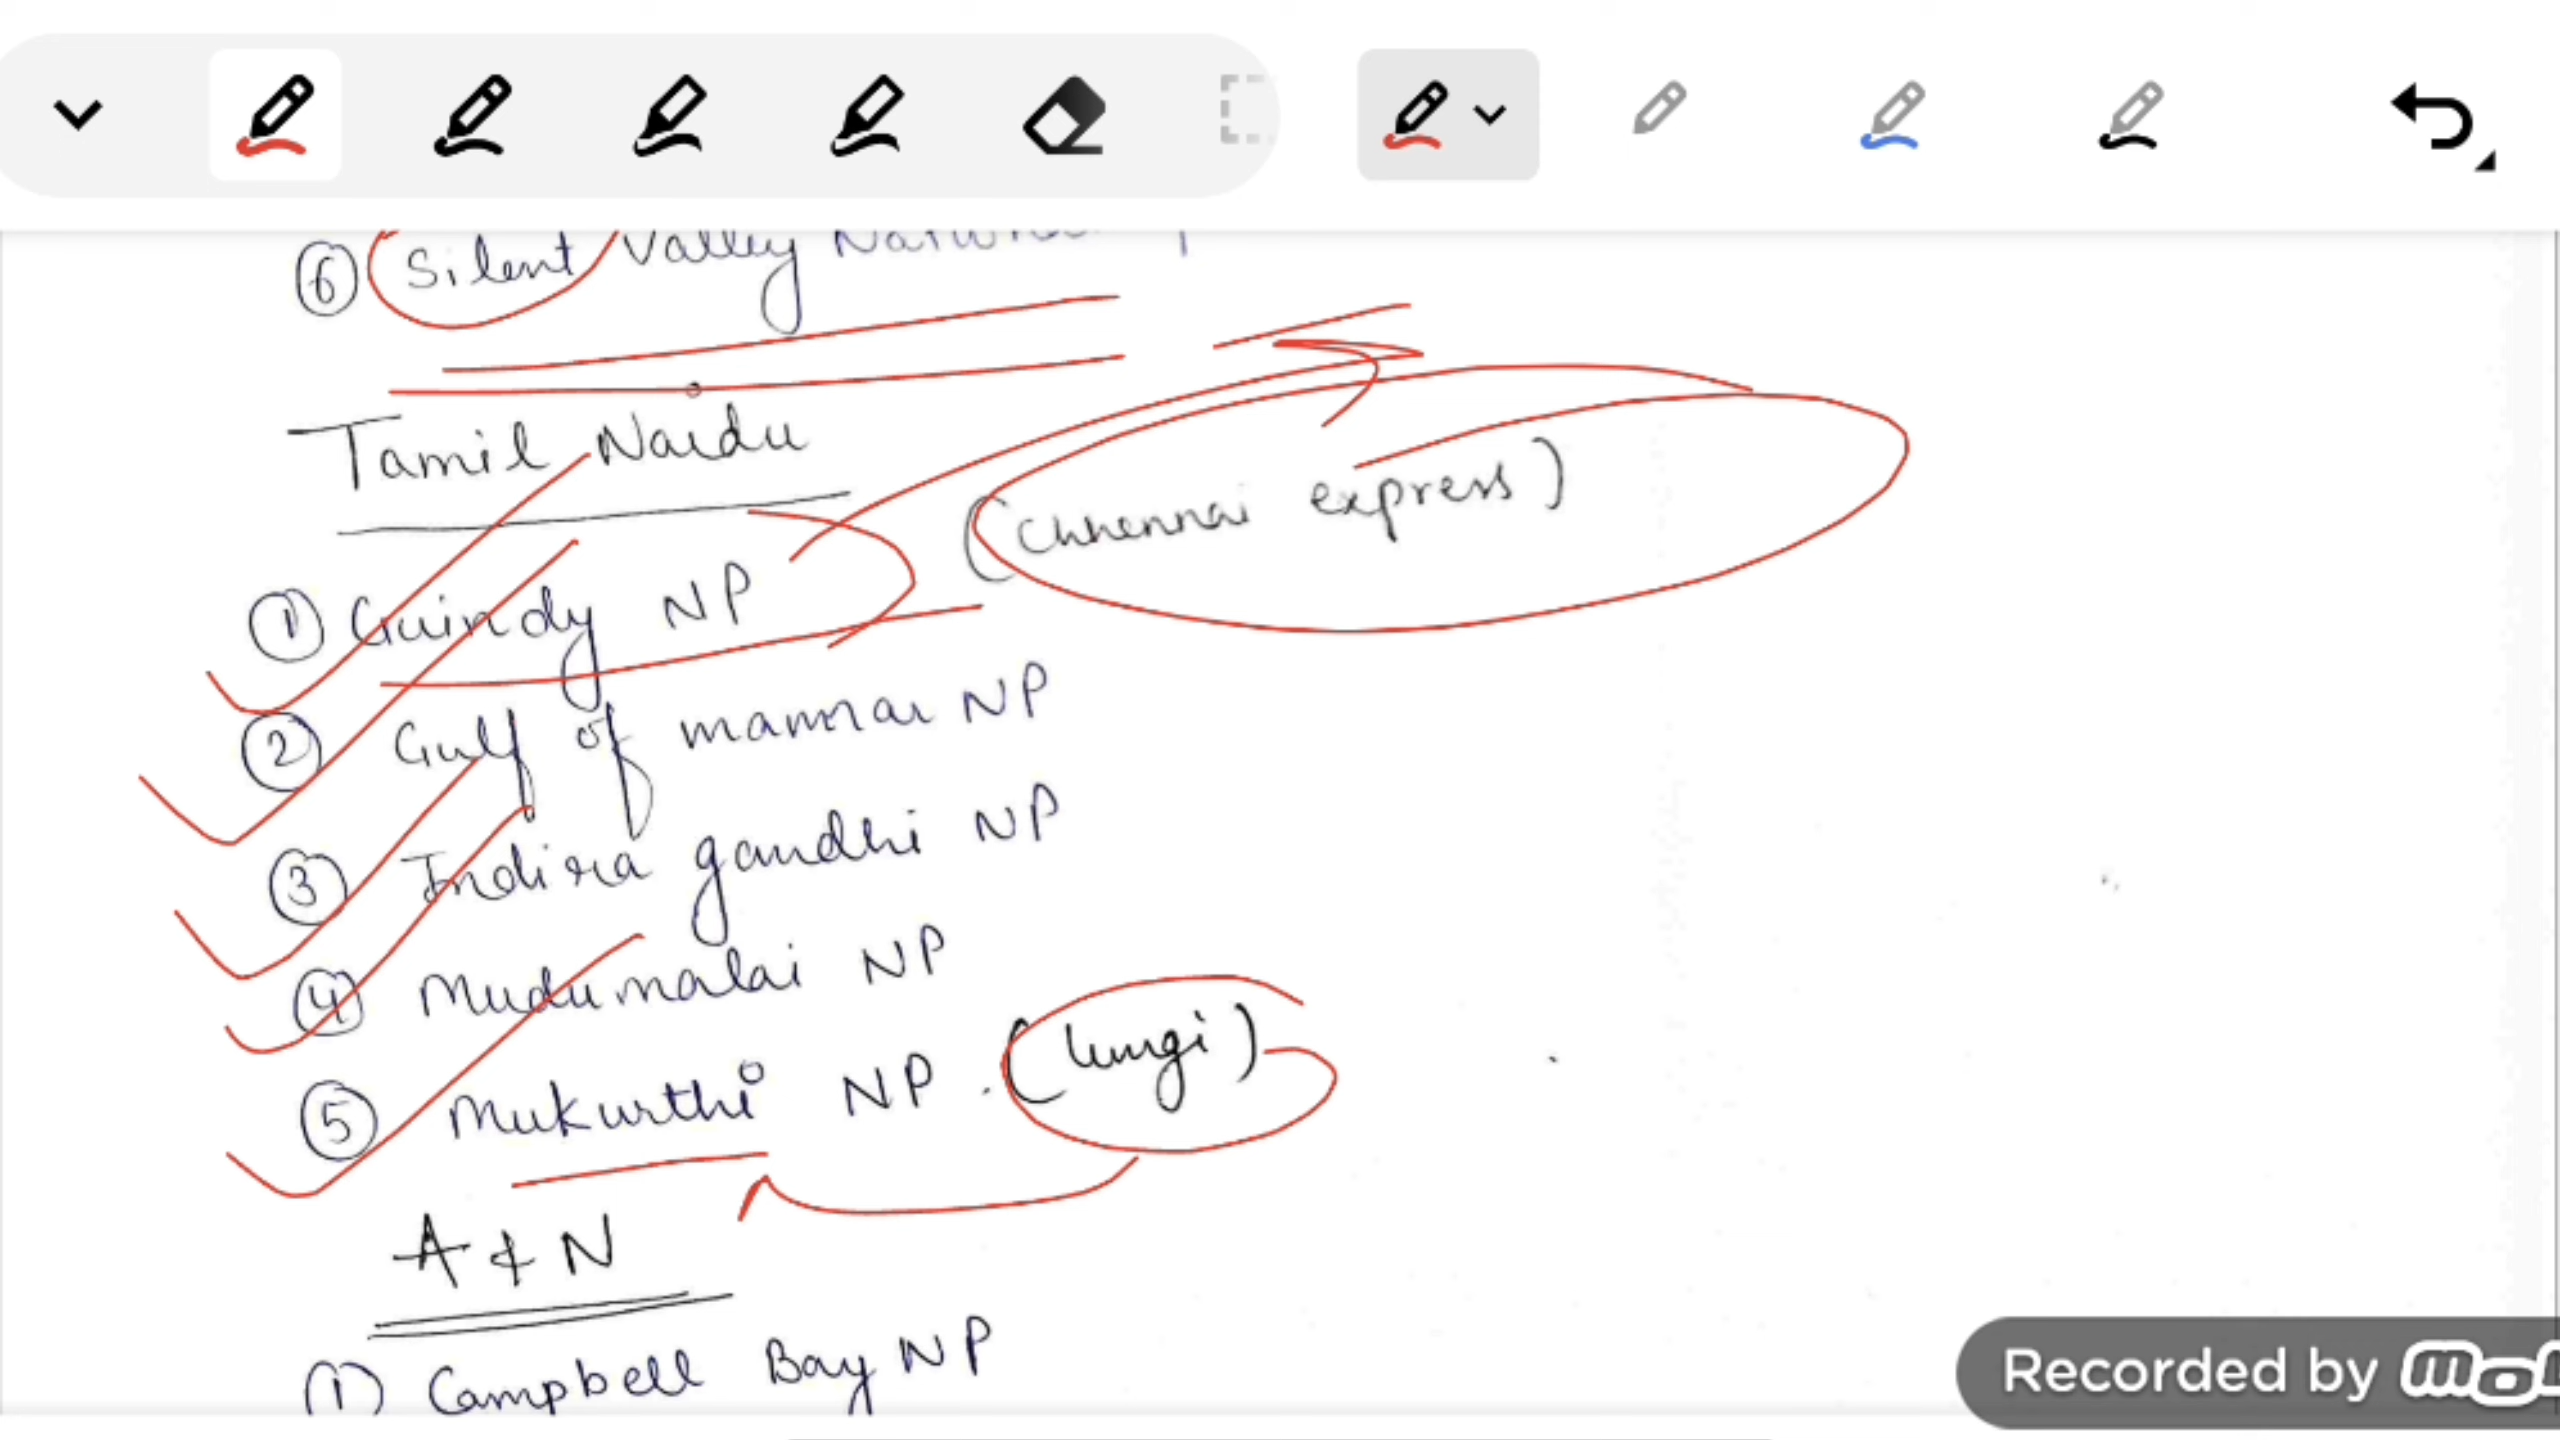 ⑥ Silent Valley
Tamil Naidu
(Chhennai express)
① Guindy NP
② Gulf of mannar NP
③ Indira gandhi NP
④ Mudumalai NP
⑤ Mukurthi NP. (lungi)
A & N
① Campbell Bay NP
Recorded by